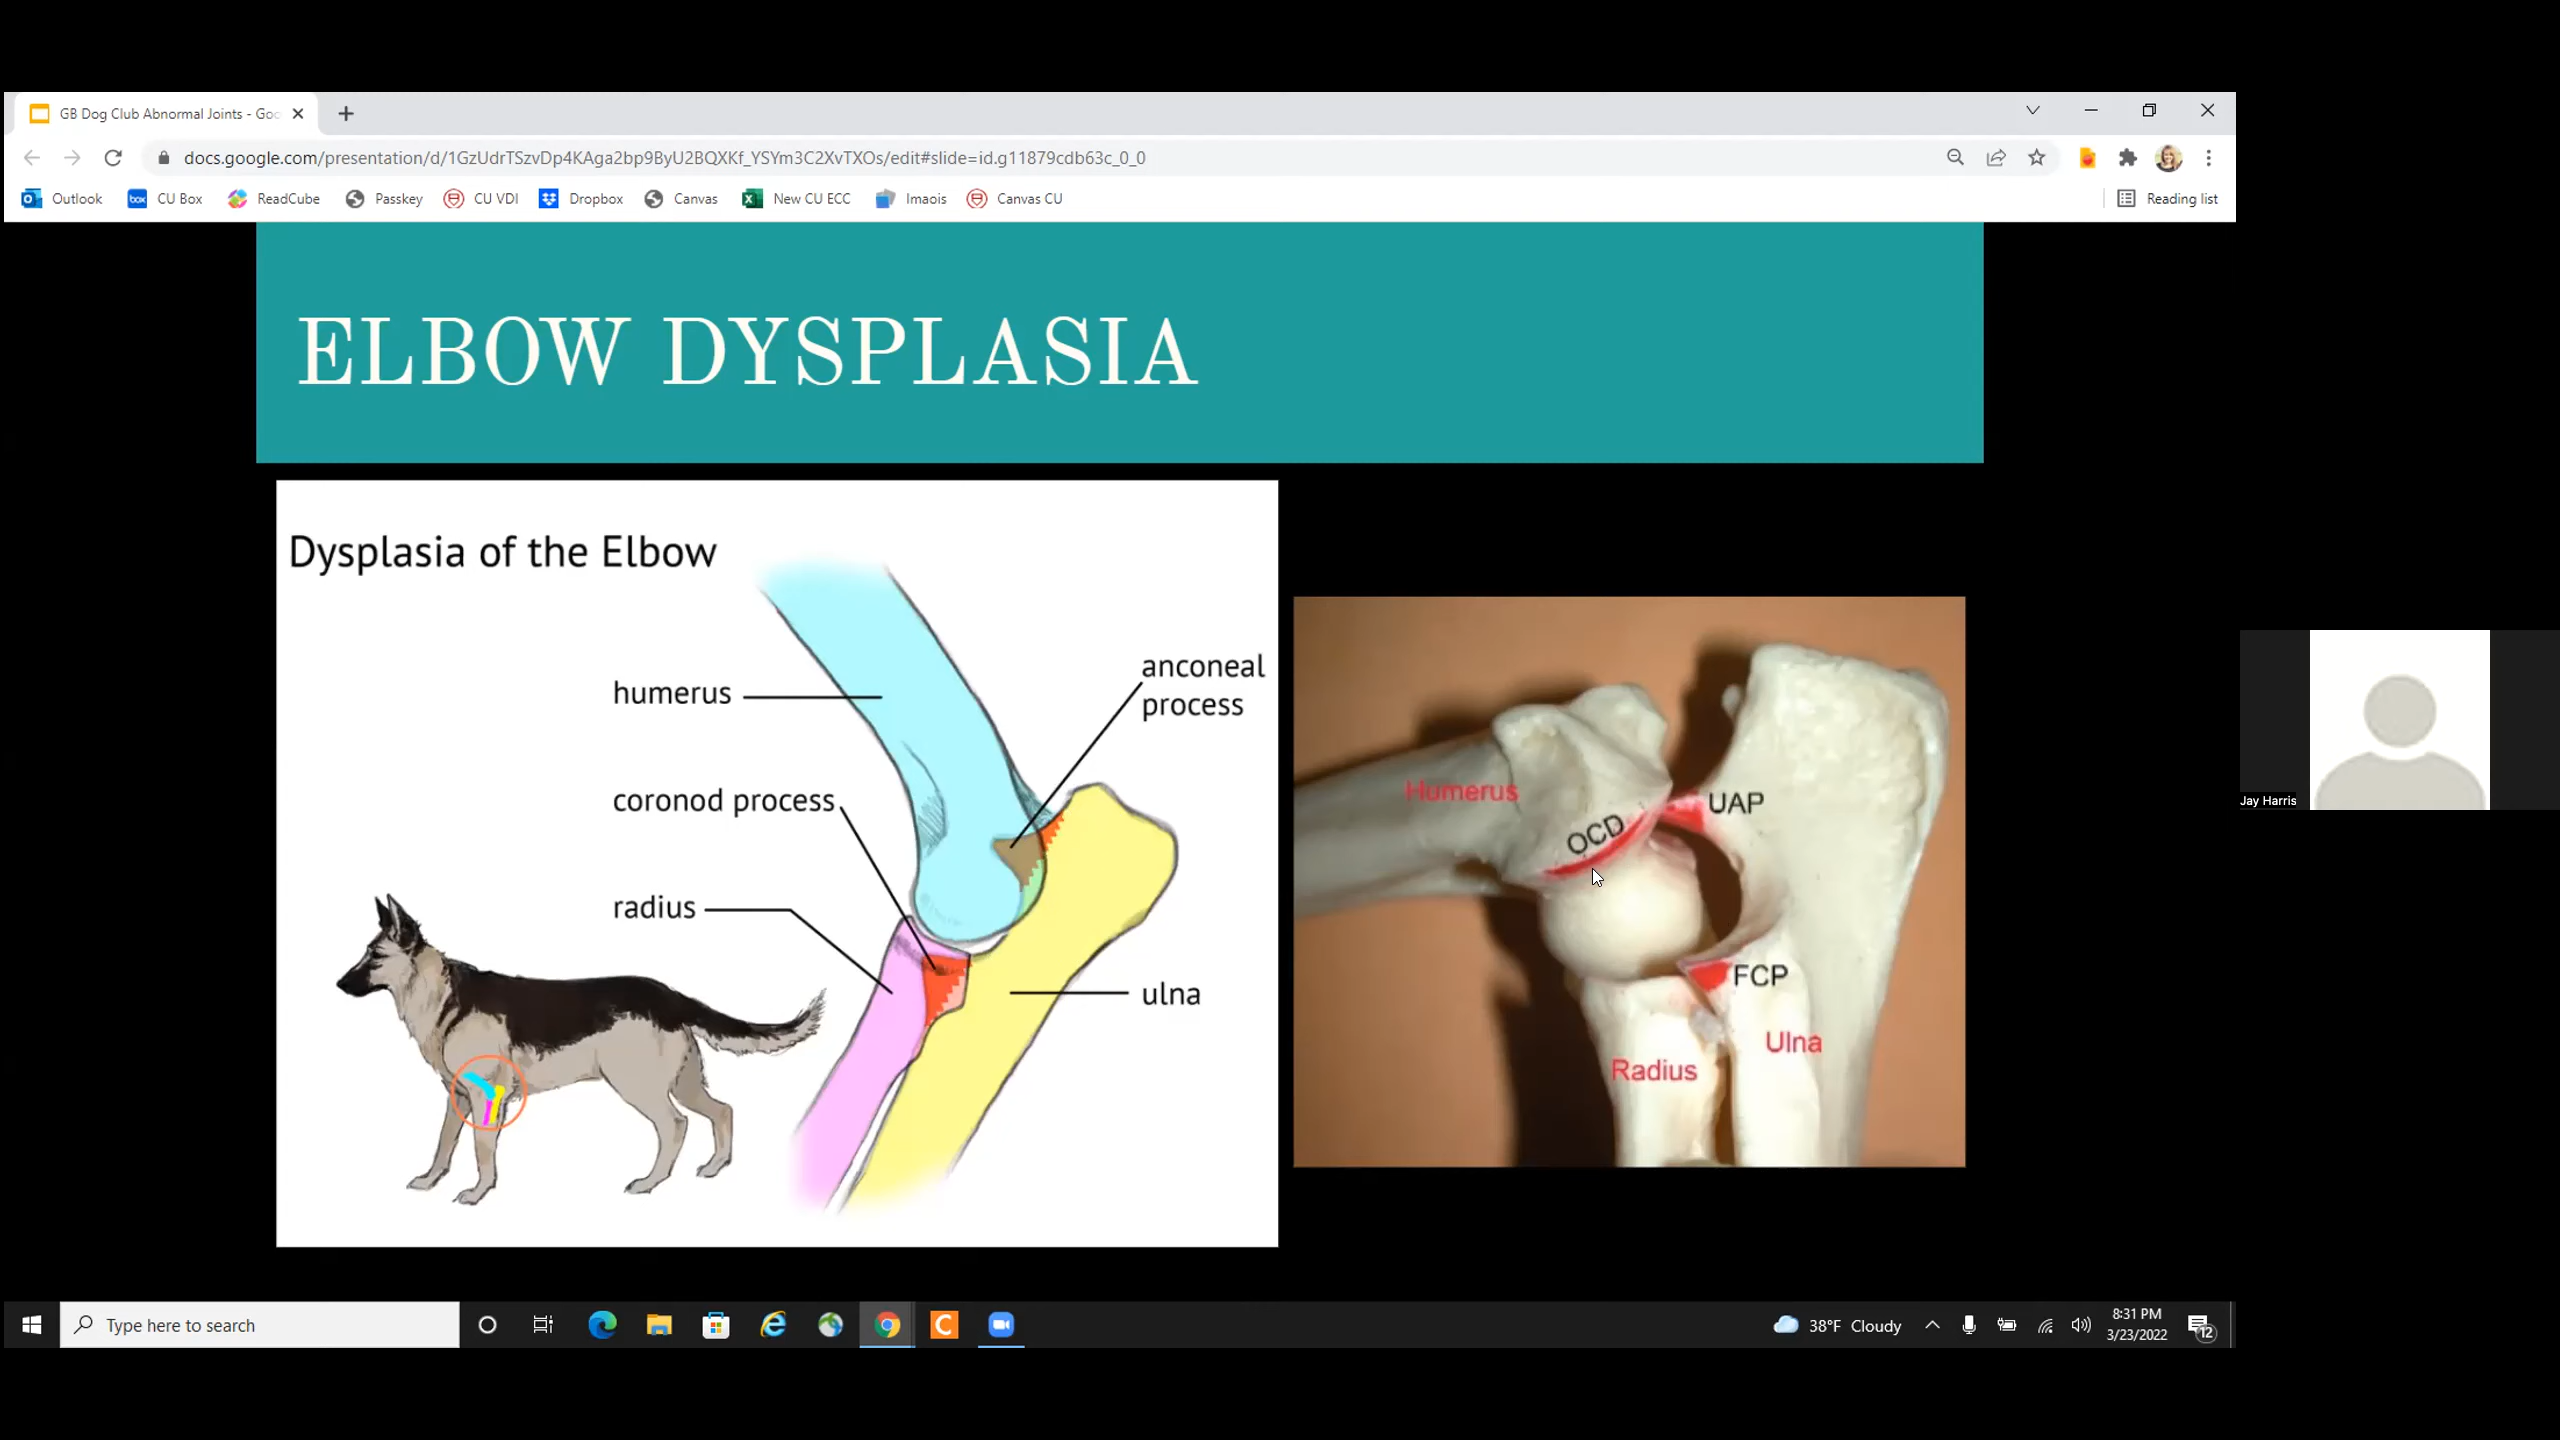 GB Dog Club Abnormal Joints - Goo
docs.google.com/presentation/d/1GzUdrTSzvDp4KAga2bp9ByU2BQXKf_YSYm3C2XvTXOs/edit#slide=id.g11879cdb63c_0_0
Outlook
box CU Box
ReadCube
Passkey
CU VDI
Dropbox
Canvas
New CU ECC
Imaois
Canvas CU
Reading list
ELBOW DYSPLASIA
Dysplasia of the Elbow
humerus
anconeal
process
coronod process
radius
ulna
Humerus
OCD
UAP
FCP
Ulna
Radius
Jay Harris
Type here to search
38°F Cloudy
8:31 PM
3/23/2022
12